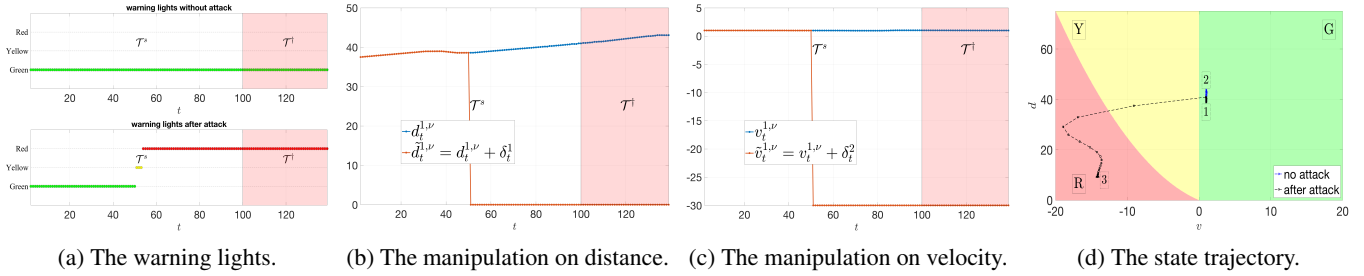 warning lights without attack
Red
Yellow
Green
𝒯ˢ
𝒯†
20 40 60 80 100 120
t
warning lights after attack
Red
Yellow
Green
𝒯ˢ
𝒯†
20 40 60 80 100 120
t
(a) The warning lights.
50
40
30
20
10
0
𝒯ˢ
𝒯†
d_t^{1,ν}
d̃_t^{1,ν} = d_t^{1,ν} + δ_t^1
20 40 60 80 100 120
t
(b) The manipulation on distance.
5
0
-5
-10
-15
-20
-25
-30
𝒯ˢ
𝒯†
v_t^{1,ν}
ṽ_t^{1,ν} = v_t^{1,ν} + δ_t^2
20 40 60 80 100 120
t
(c) The manipulation on velocity.
Y
G
60
40
20
0
d
2
1
R
3
no attack
after attack
-20 -10 0 10 20
v
(d) The state trajectory.